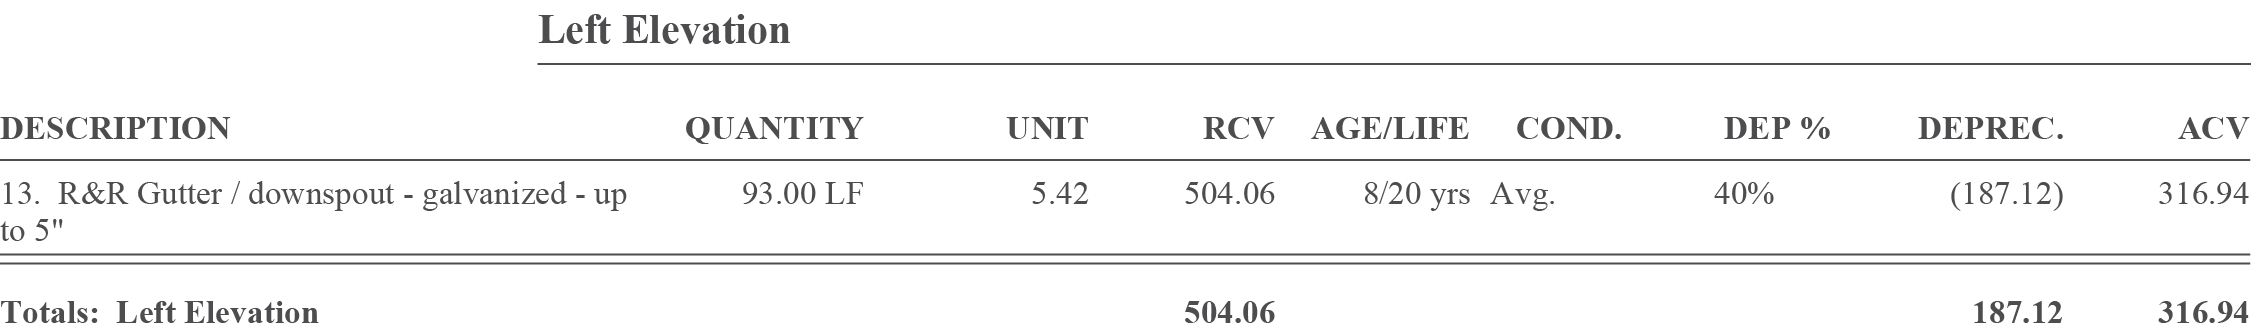 Left Elevation
DESCRIPTION QUANTITY UNIT RCV AGE/LIFE COND. DEP % DEPREC. ACV
13. R&R Gutter / downspout - galvanized - up 93.00 LF 5.42 504.06 8/20 yrs Avg. 40% (187.12) 316.94
to 5"
Totals: Left Elevation 504.06 187.12 316.94